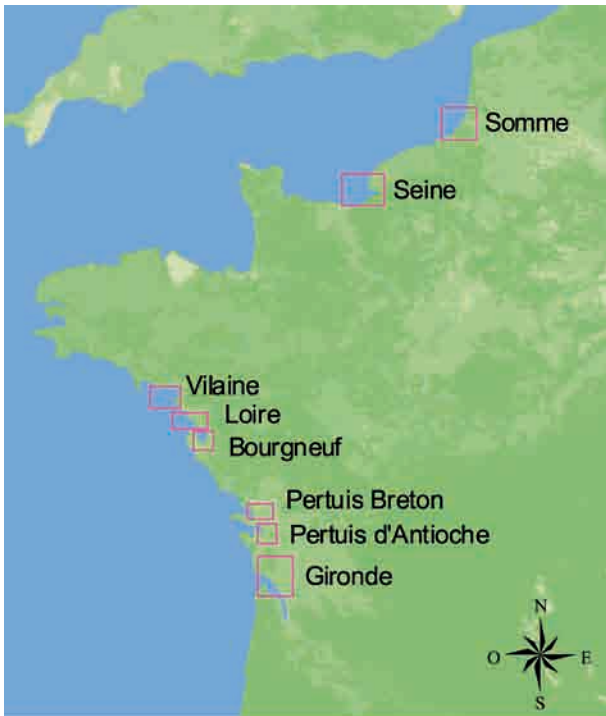 Somme
Seine
Vilaine
Loire
Bourgneuf
Pertuis Breton
Pertuis d'Antioche
Gironde
N
O E
S